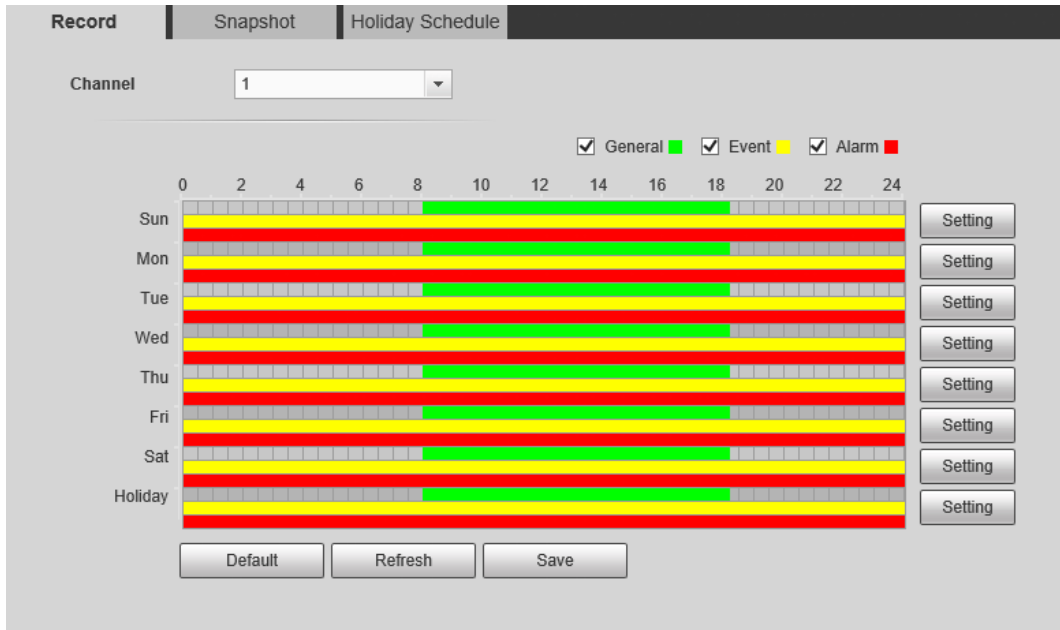 Record Snapshot Holiday Schedule
Channel 1
General Event Alarm
0 2 4 6 8 10 12 14 16 18 20 22 24
Sun Setting
Mon Setting
Tue Setting
Wed Setting
Thu Setting
Fri Setting
Sat Setting
Holiday Setting
Default Refresh Save